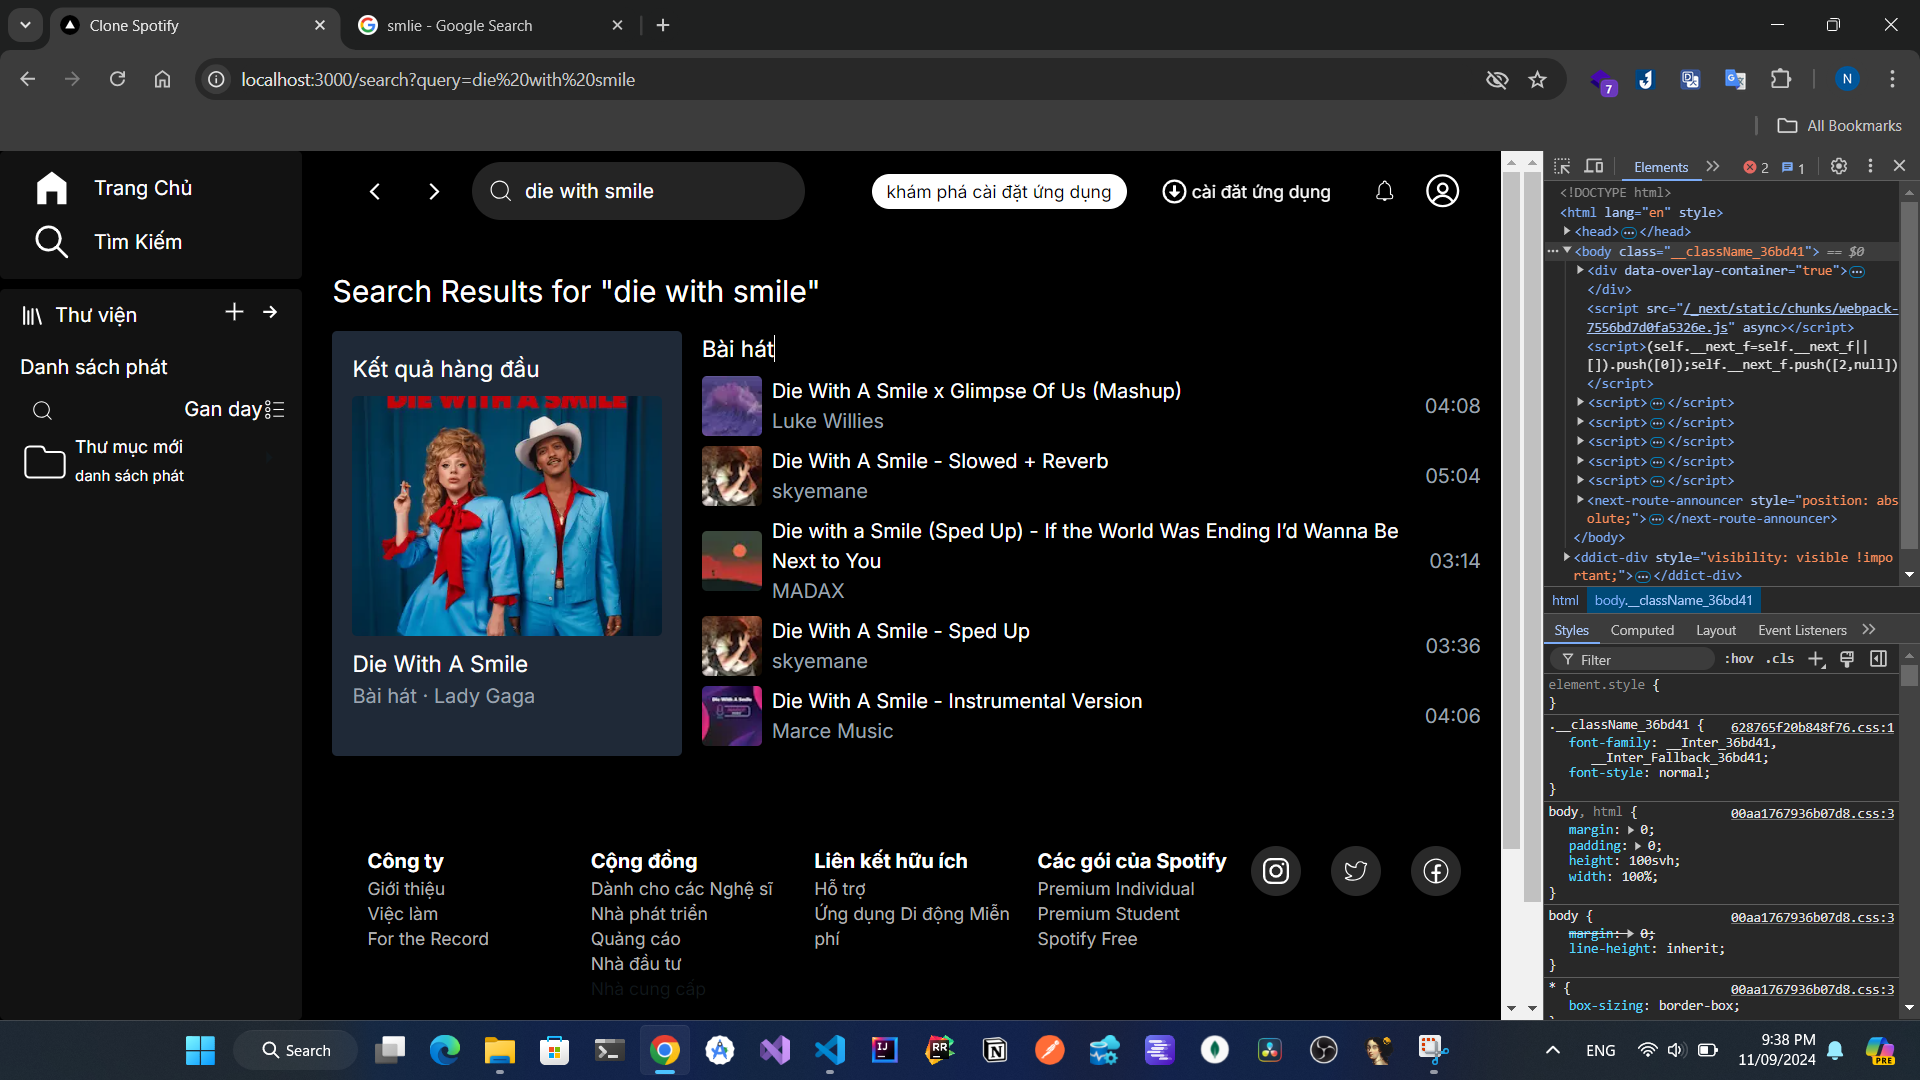 Clone Spotify
smlie - Google Search
localhost:3000/search?query=die%20with%20smile
7
N
All Bookmarks
Trang Chủ
Tìm Kiếm
Thư viện
Danh sách phát
Gan day
Thư mục mới
danh sách phát
die with smile
khám phá cài đặt ứng dụng
cài đặt ứng dụng
Search Results for "die with smile"
Kết quả hàng đầu
DIE WITH A SMILE
Die With A Smile
Bài hát · Lady Gaga
Bài hát
Die With A Smile x Glimpse Of Us (Mashup)
Luke Willies
04:08
Die With A Smile - Slowed + Reverb
skyemane
05:04
Die with a Smile (Sped Up) - If the World Was Ending I’d Wanna Be
Next to You
MADAX
03:14
Die With A Smile - Sped Up
skyemane
03:36
Die With A Smile - Instrumental Version
Marce Music
04:06
Công ty
Giới thiệu
Việc làm
For the Record
Cộng đồng
Dành cho các Nghệ sĩ
Nhà phát triển
Quảng cáo
Nhà đầu tư
Nhà cung cấp
Liên kết hữu ích
Hỗ trợ
Ứng dụng Di động Miễn
phí
Các gói của Spotify
Premium Individual
Premium Student
Spotify Free
Elements
2
1
<!DOCTYPE html>
<html lang="en" style>
<head>…</head>
<body class="__className_36bd41"> == $0
<div data-overlay-container="true">…
</div>
<script src="/_next/static/chunks/webpack-
7556bd7d0fa5326e.js" async></script>
<script>(self.__next_f=self.__next_f||
[]).push([0]);self.__next_f.push([2,null])
</script>
<script>…</script>
<script>…</script>
<script>…</script>
<script>…</script>
<script>…</script>
<next-route-announcer style="position: abs
olute;">…</next-route-announcer>
</body>
<ddict-div style="visibility: visible !impo
rtant;">…</ddict-div>
html
body.__className_36bd41
Styles
Computed
Layout
Event Listeners
Filter
:hov
.cls
element.style {
}
.__className_36bd41 {
628765f20b848f76.css:1
font-family: __Inter_36bd41,
__Inter_Fallback_36bd41;
font-style: normal;
}
body, html {
00aa1767936b07d8.css:3
margin: 0;
padding: 0;
height: 100svh;
width: 100%;
}
body {
00aa1767936b07d8.css:3
margin: 0;
line-height: inherit;
}
* {
00aa1767936b07d8.css:3
box-sizing: border-box;
Search
IJ
RR
ENG
9:38 PM
11/09/2024
PRE